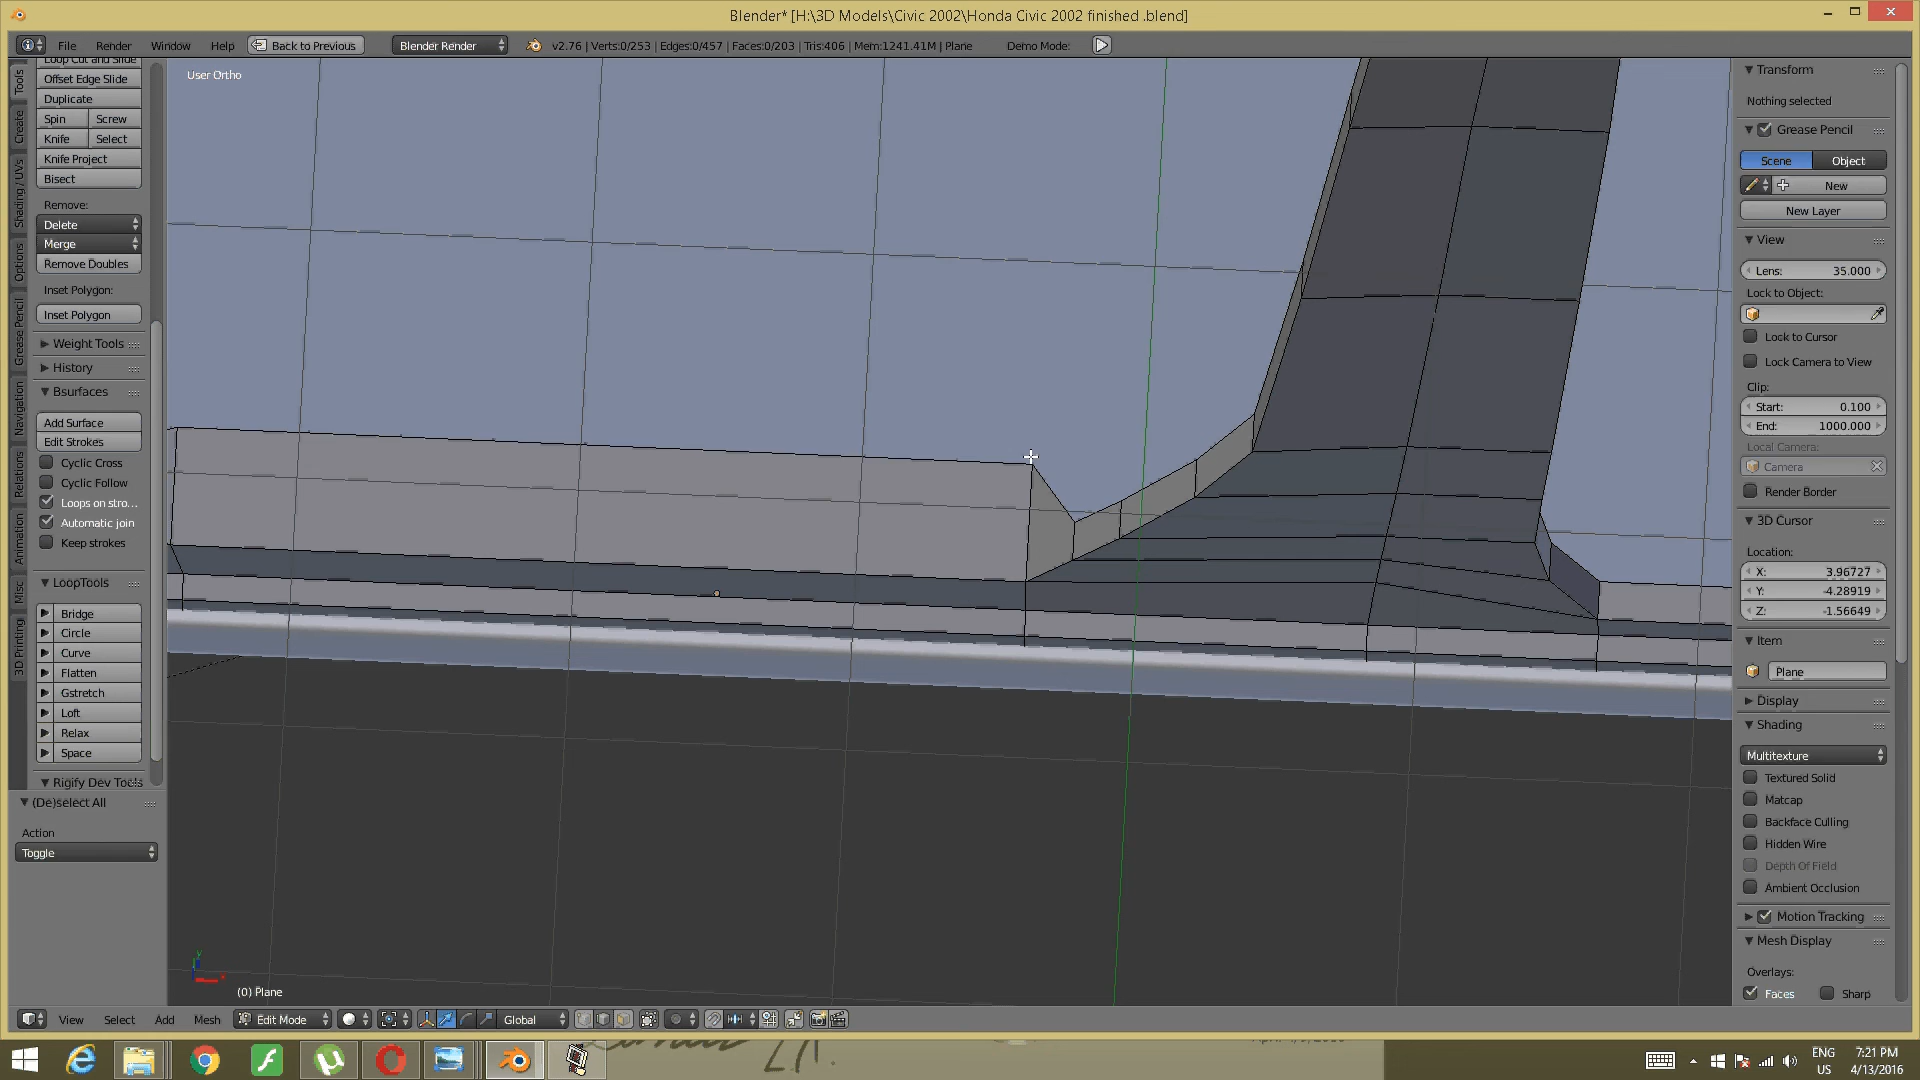 Blender* [H:\3D Models\Civic 2002\Honda Civic 2002 finished .blend]
File Render Window Help Back to Previous Blender Render v2.76 | Verts:0/253 | Edges:0/457 | Faces:0/203 | Tris:406 | Mem:1241.41M | Plane Demo Mode:
Tools
Create
Shading / UVs
Options
Grease Pencil
Navigation
Relations
Animation
Misc
3D Printing
Loop Cut and Slide
Offset Edge Slide
Duplicate
Spin Screw
Knife Select
Knife Project
Bisect
Remove:
Delete
Merge
Remove Doubles
Inset Polygon:
Inset Polygon
Weight Tools
History
Bsurfaces
Add Surface
Edit Strokes
Cyclic Cross
Cyclic Follow
Loops on stro...
Automatic join
Keep strokes
LoopTools
Bridge
Circle
Curve
Flatten
Gstretch
Loft
Relax
Space
Rigify Dev Tools
(De)select All
Action
Toggle
User Ortho
y
(0) Plane
Transform
Nothing selected
Grease Pencil
Scene Object
New
New Layer
View
Lens: 35.000
Lock to Object:
Lock to Cursor
Lock Camera to View
Clip:
Start: 0.100
End: 1000.000
Local Camera:
Camera
Render Border
3D Cursor
Location:
X: 3.96727
Y: -4.28919
Z: -1.56649
Item
Plane
Display
Shading
Multitexture
Textured Solid
Matcap
Backface Culling
Hidden Wire
Depth Of Field
Ambient Occlusion
Motion Tracking
Mesh Display
Overlays:
Faces Sharp
View Select Add Mesh Edit Mode Global
ENG
US
7:21 PM
4/13/2016